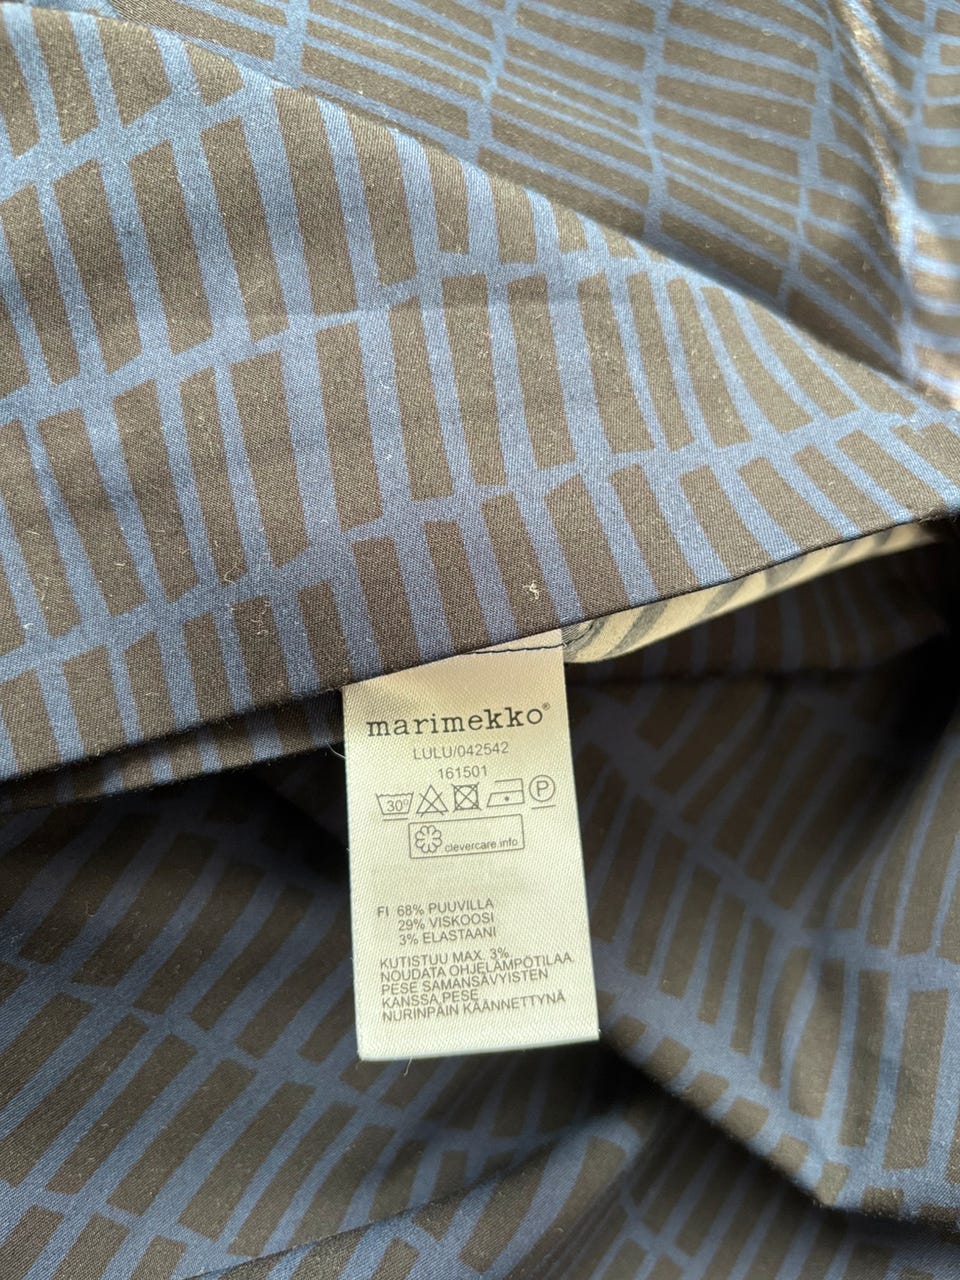 marimekko®
LULU/042542
161501
30° P
clevercare.info
FI 68% PUUVILLA
29% VISKOOSI
3% ELASTAANI
KUTISTUU MAX. 3%
NOUDATA OHJELÄMPÖTILAA.
PESE SAMANSÄVYISTEN
KANSSA.PESE
NURINPÄIN KÄÄNNETTYNÄ